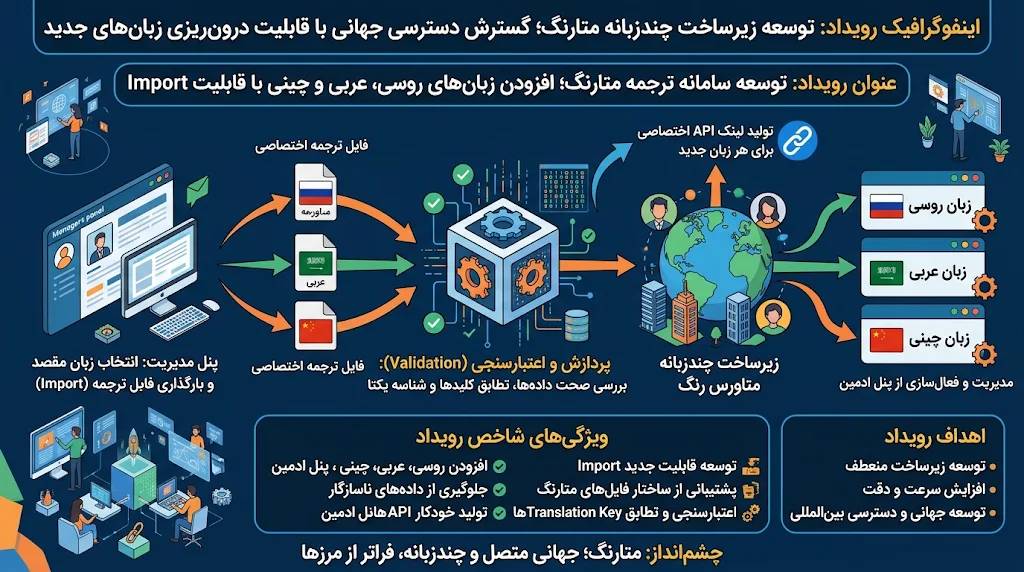 اینفوگرافیک رویداد: توسعه زیرساخت چندزبانه متارنگ؛ گسترش دسترسی جهانی با قابلیت درون‌ریزی زبان‌های جدید
عنوان رویداد: توسعه سامانه ترجمه متارنگ؛ افزودن زبان‌های روسی، عربی و چینی با قابلیت Import
تولید لینک API اختصاصی
برای هر زبان جدید
فایل ترجمه اختصاصی
Managers panel
عربی
زبان روسی
زبان عربی
زبان چینی
پنل مدیریت: انتخاب زبان مقصد
و بارگذاری فایل ترجمه (Import)
فایل ترجمه اختصاصی
پردازش و اعتبارسنجی (Validation):
بررسی صحت داده‌ها، تطابق کلیدها و شناسه یکتا
زیرساخت چندزبانه
متاورس رنگ
مدیریت و فعال‌سازی از پنل ادمین
اهداف رویداد
توسعه زیرساخت منعطف
افزایش سرعت و دقت
توسعه جهانی و دسترسی بین‌المللی
ویژگی‌های شاخص رویداد
توسعه قابلیت جدید Import
پشتیبانی از ساختار فایل‌های متارنگ
اعتبارسنجی و تطابق Translation Keyها
افزودن روسی، عربی، چینی ، پنل ادمین
جلوگیری از داده‌های ناسازگار
تولید خودکار APIهانل ادمین
چشم‌انداز: متارنگ؛ جهانی متصل و چندزبانه، فراتر از مرزها